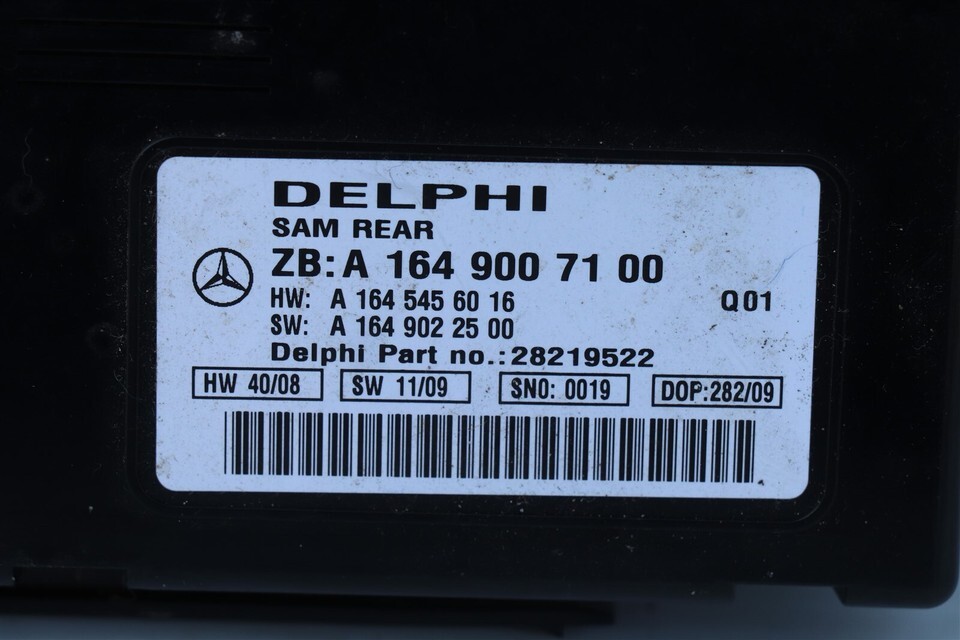 DELPHI
SAM REAR
ZB: A 164 900 71 00
HW: A 164 545 60 16 Q01
SW: A 164 902 25 00
Delphi Part no.: 28219522
HW 40/08 SW 11/09 SNO: 0019 DOP:282/09